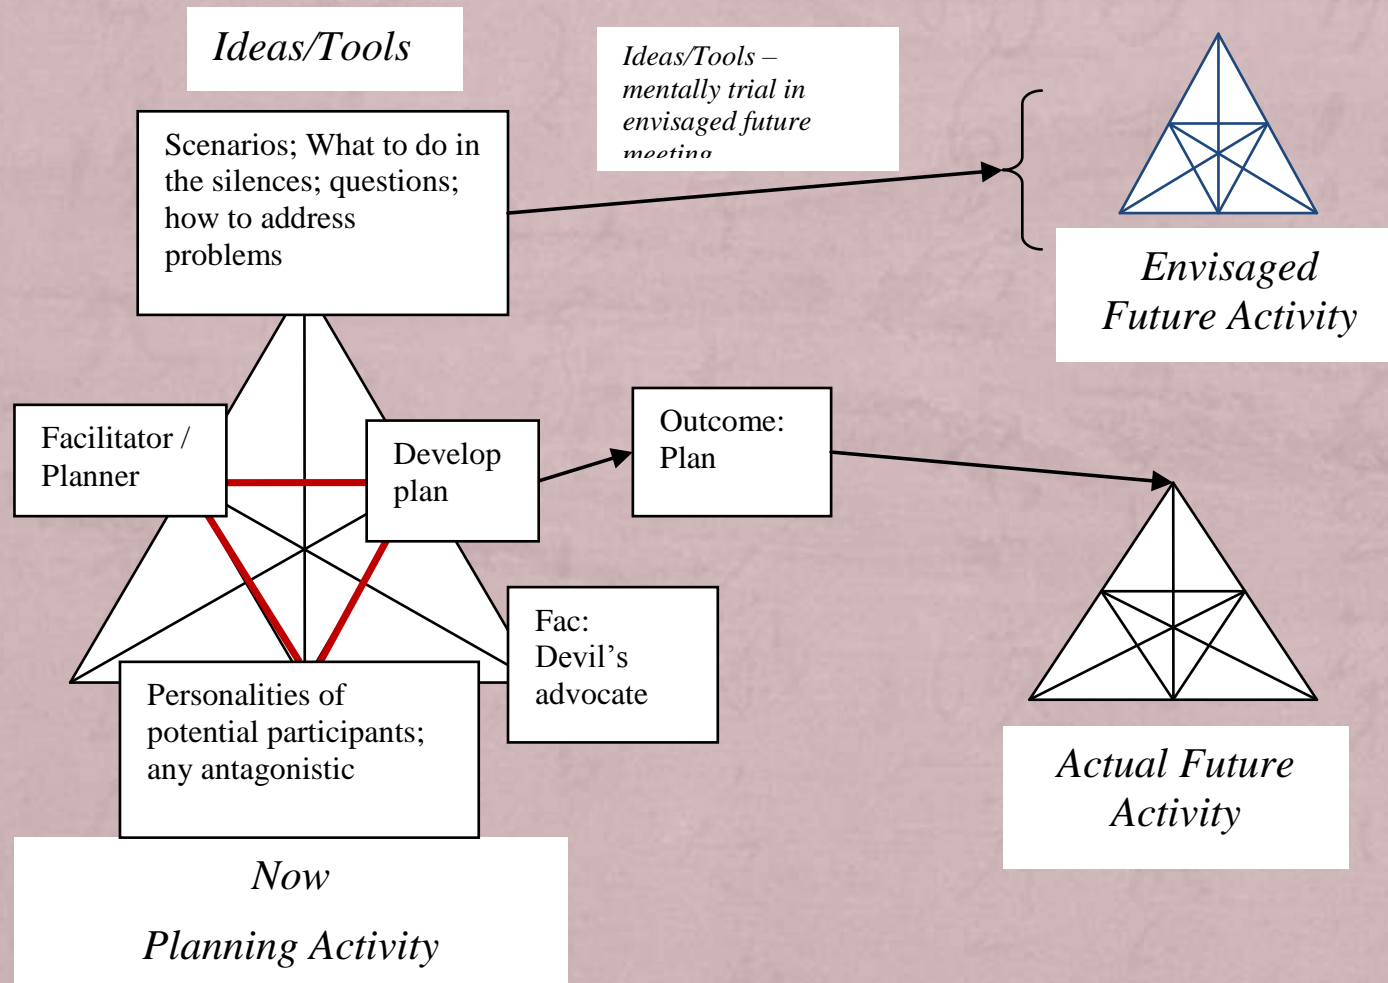 Ideas/Tools
Ideas/Tools –
mentally trial in
envisaged future
meeting
Scenarios; What to do in
the silences; questions;
how to address
problems
Envisaged
Future Activity
Facilitator /
Planner
Develop
plan
Outcome:
Plan
Fac:
Devil’s
advocate
Personalities of
potential participants;
any antagonistic
Actual Future
Activity
Now
Planning Activity